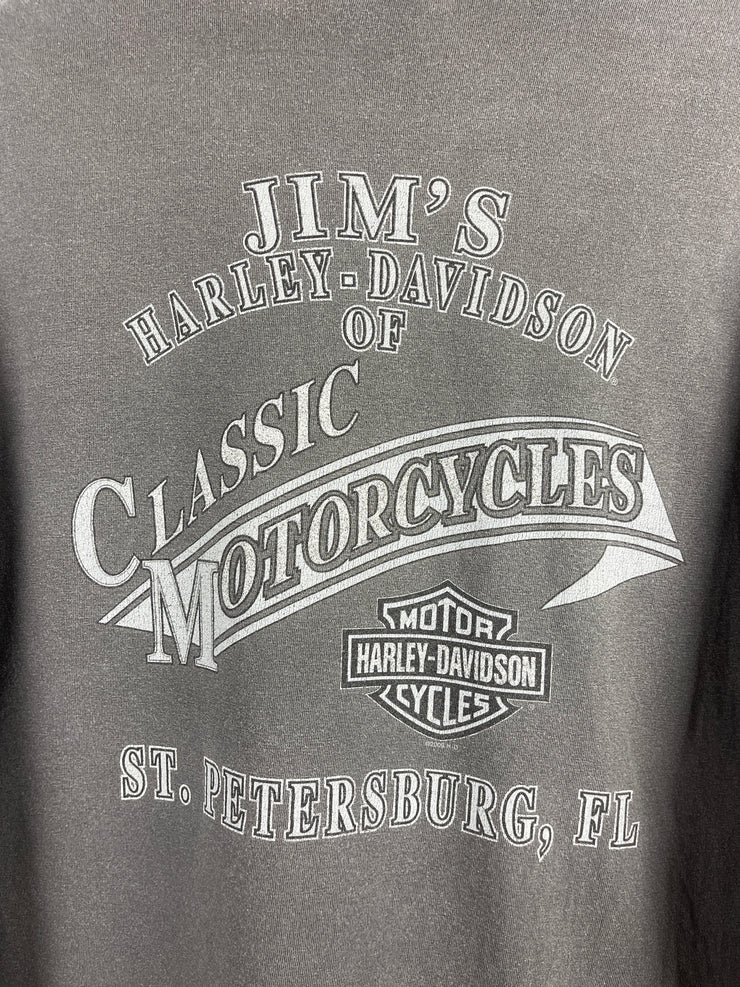 JIM'S
HARLEY-DAVIDSON®
OF
CLASSIC
MOTORCYCLES
MOTOR
HARLEY-DAVIDSON
CYCLES
ST. PETERSBURG, FL